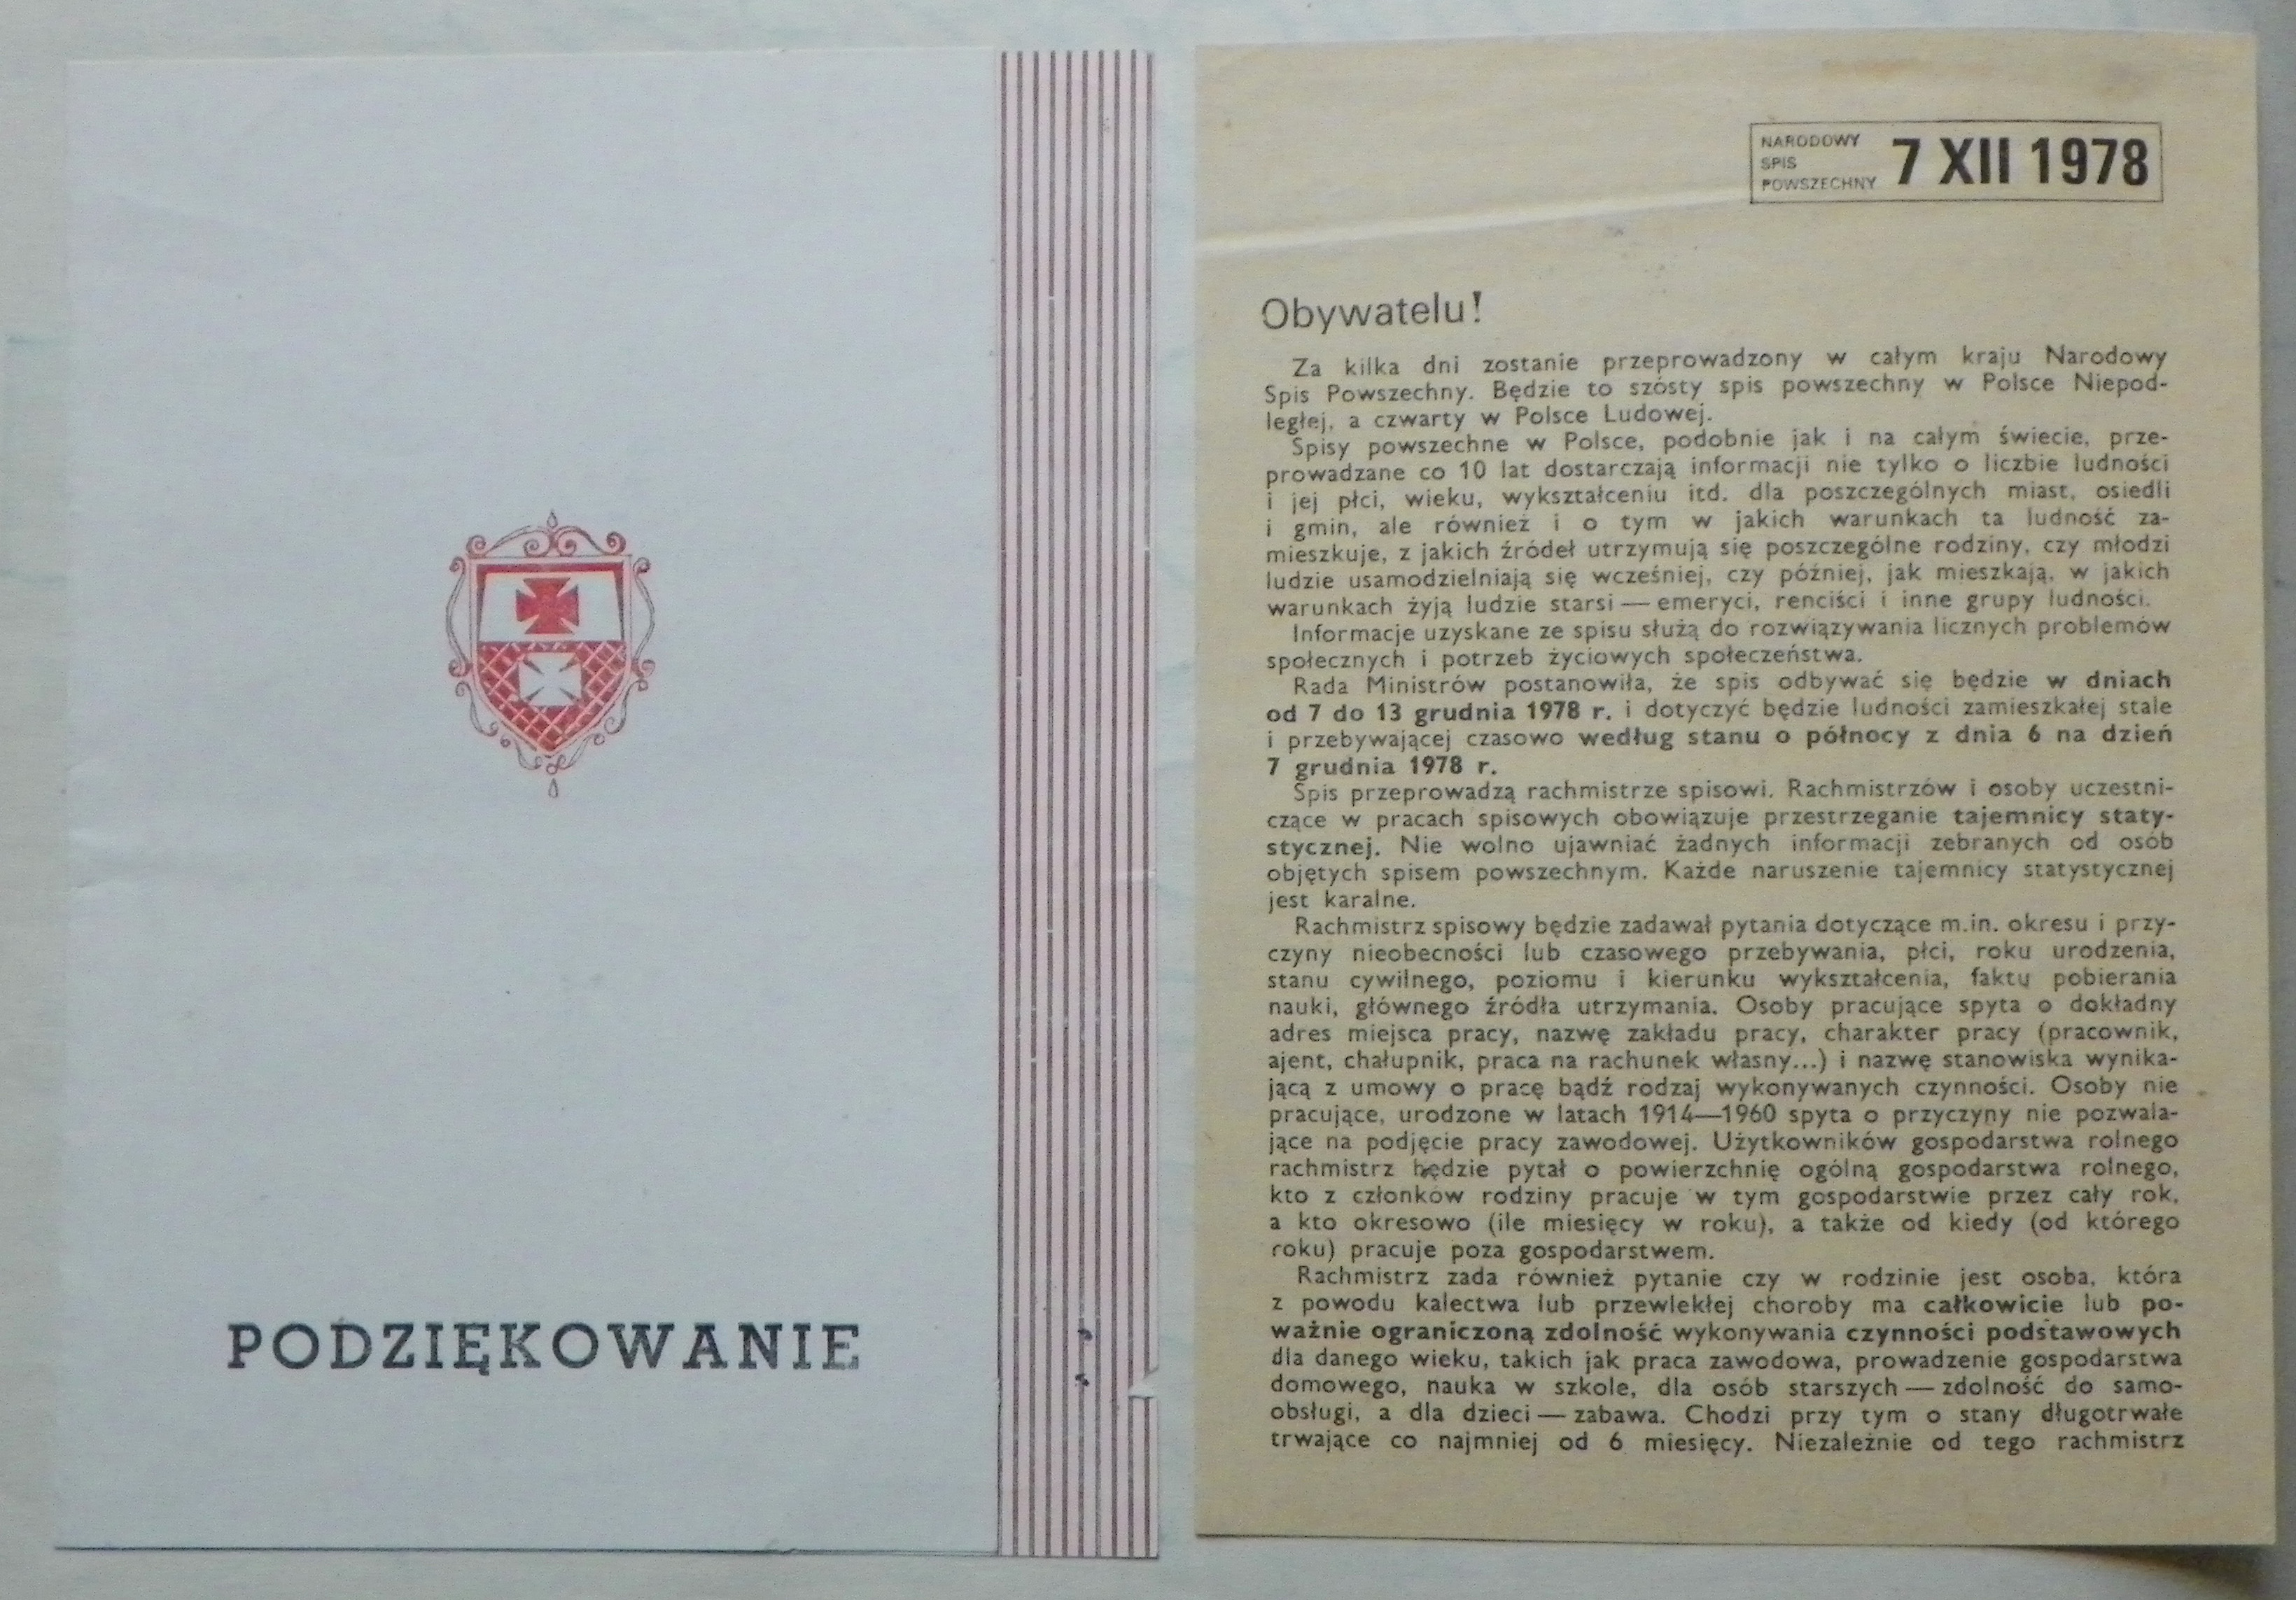 PODZIĘKOWANIE
NARODOWY
SPIS
POWSZECHNY
7 XII 1978
Obywatelu!
Za kilka dni zostanie przeprowadzony w całym kraju Narodowy
Spis Powszechny. Będzie to szósty spis powszechny w Polsce Niepod-
ległej, a czwarty w Polsce Ludowej.
Spisy powszechne w Polsce, podobnie jak i na całym świecie, prze-
prowadzane co 10 lat dostarczają informacji nie tylko o liczbie ludności
i jej płci, wieku, wykształceniu itd. dla poszczególnych miast, osiedli
i gmin, ale również i o tym w jakich warunkach ta ludność za-
mieszkuje, z jakich źródeł utrzymują się poszczególne rodziny, czy młodzi
ludzie usamodzielniają się wcześniej, czy później, jak mieszkają, w jakich
warunkach żyją ludzie starsi — emeryci, renciści i inne grupy ludności.
Informacje uzyskane ze spisu służą do rozwiązywania licznych problemów
społecznych i potrzeb życiowych społeczeństwa.
Rada Ministrów postanowiła, że spis odbywać się będzie w dniach
od 7 do 13 grudnia 1978 r. i dotyczyć będzie ludności zamieszkałej stale
i przebywającej czasowo według stanu o północy z dnia 6 na dzień
7 grudnia 1978 r.
Spis przeprowadzą rachmistrze spisowi. Rachmistrzów i osoby uczestni-
czące w pracach spisowych obowiązuje przestrzeganie tajemnicy staty-
stycznej. Nie wolno ujawniać żadnych informacji zebranych od osób
objętych spisem powszechnym. Każde naruszenie tajemnicy statystycznej
jest karalne.
Rachmistrz spisowy będzie zadawał pytania dotyczące m.in. okresu i przy-
czyny nieobecności lub czasowego przebywania, płci, roku urodzenia,
stanu cywilnego, poziomu i kierunku wykształcenia, faktu pobierania
nauki, głównego źródła utrzymania. Osoby pracujące spyta o dokładny
adres miejsca pracy, nazwę zakładu pracy, charakter pracy (pracownik,
ajent, chałupnik, praca na rachunek własny...) i nazwę stanowiska wynika-
jącą z umowy o pracę bądź rodzaj wykonywanych czynności. Osoby nie
pracujące, urodzone w latach 1914—1960 spyta o przyczyny nie pozwala-
jące na podjęcie pracy zawodowej. Użytkowników gospodarstwa rolnego
rachmistrz będzie pytał o powierzchnię ogólną gospodarstwa rolnego,
kto z członków rodziny pracuje w tym gospodarstwie przez cały rok,
a kto okresowo (ile miesięcy w roku), a także od kiedy (od którego
roku) pracuje poza gospodarstwem.
Rachmistrz zada również pytanie czy w rodzinie jest osoba, która
z powodu kalectwa lub przewlekłej choroby ma całkowicie lub po-
ważnie ograniczoną zdolność wykonywania czynności podstawowych
dla danego wieku, takich jak praca zawodowa, prowadzenie gospodarstwa
domowego, nauka w szkole, dla osób starszych — zdolność do samo-
obsługi, a dla dzieci — zabawa. Chodzi przy tym o stany długotrwałe
trwające co najmniej od 6 miesięcy. Niezależnie od tego rachmistrz